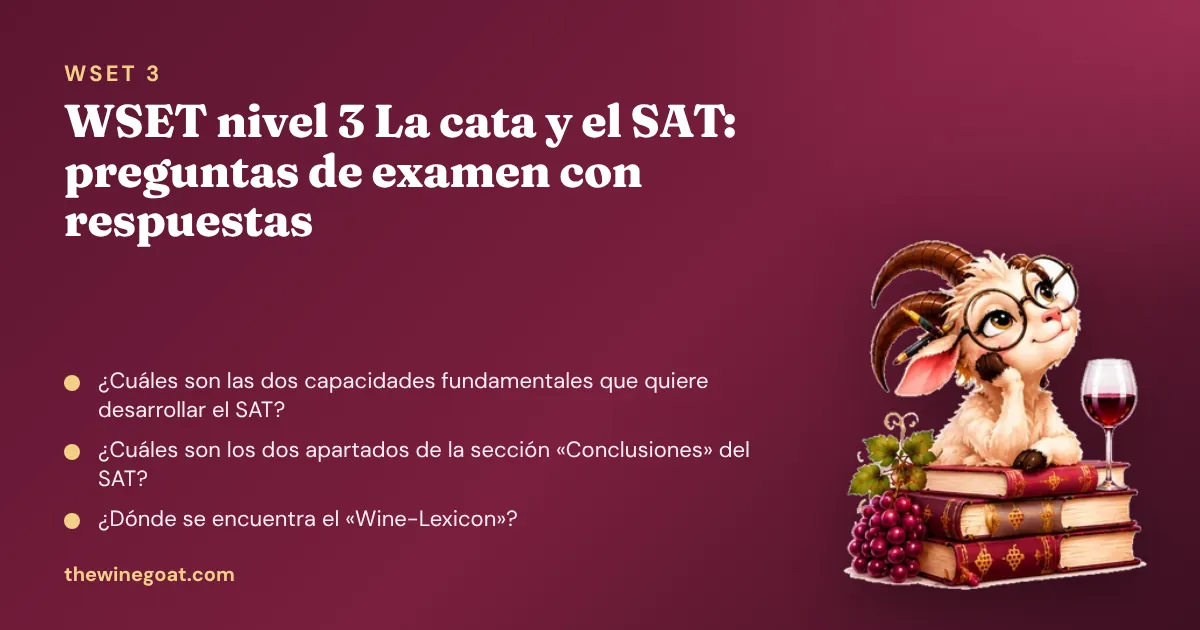 WSET 3
WSET nivel 3 La cata y el SAT:
preguntas de examen con
respuestas
¿Cuáles son las dos capacidades fundamentales que quiere
desarrollar el SAT?
¿Cuáles son los dos apartados de la sección «Conclusiones» del
SAT?
¿Dónde se encuentra el «Wine-Lexicon»?
thewinegoat.com